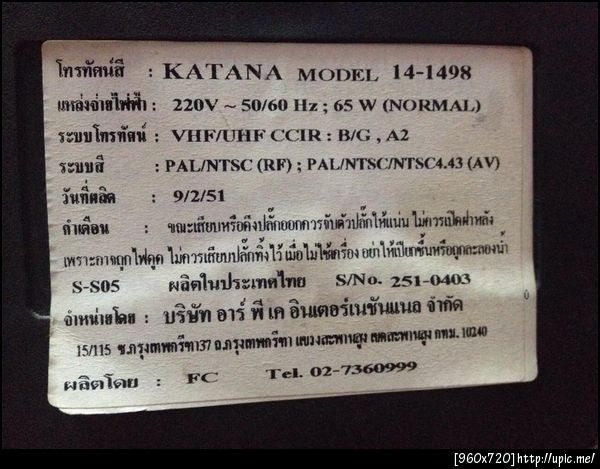 โทรทัศน์สี : KATANA MODEL 14-1498
แหล่งจ่ายไฟฟ้า : 220V ~ 50/60 Hz ; 65 W (NORMAL)
ระบบโทรทัศน์ : VHF/UHF CCIR : B/G , A2
ระบบสี : PAL/NTSC (RF) ; PAL/NTSC/NTSC4.43 (AV)
วันที่ผลิต : 9/2/51
คำเตือน : ขณะเสียบหรือดึงปลั๊กออกควรจับตัวปลั๊กให้แน่น ไม่ควรเปิดฝาหลัง
เพราะอาจถูกไฟดูด ไม่ควรเสียบปลั๊กทิ้งไว้ เมื่อไม่ใช้เครื่อง อย่าให้เปียกชื้นหรือถูกละอองน้ำ
S-S05 ผลิตในประเทศไทย S/No. 251-0403
จำหน่ายโดย : บริษัท อาร์ พี เค อินเตอร์เนชันแนล จำกัด
15/115 ซ.กรุงเทพกรีฑา37 ถ.กรุงเทพกรีฑา แขวงสะพานสูง เขตสะพานสูง กทม. 10240
ผลิตโดย : FC Tel. 02-7360999
[960x720]http://upic.me/